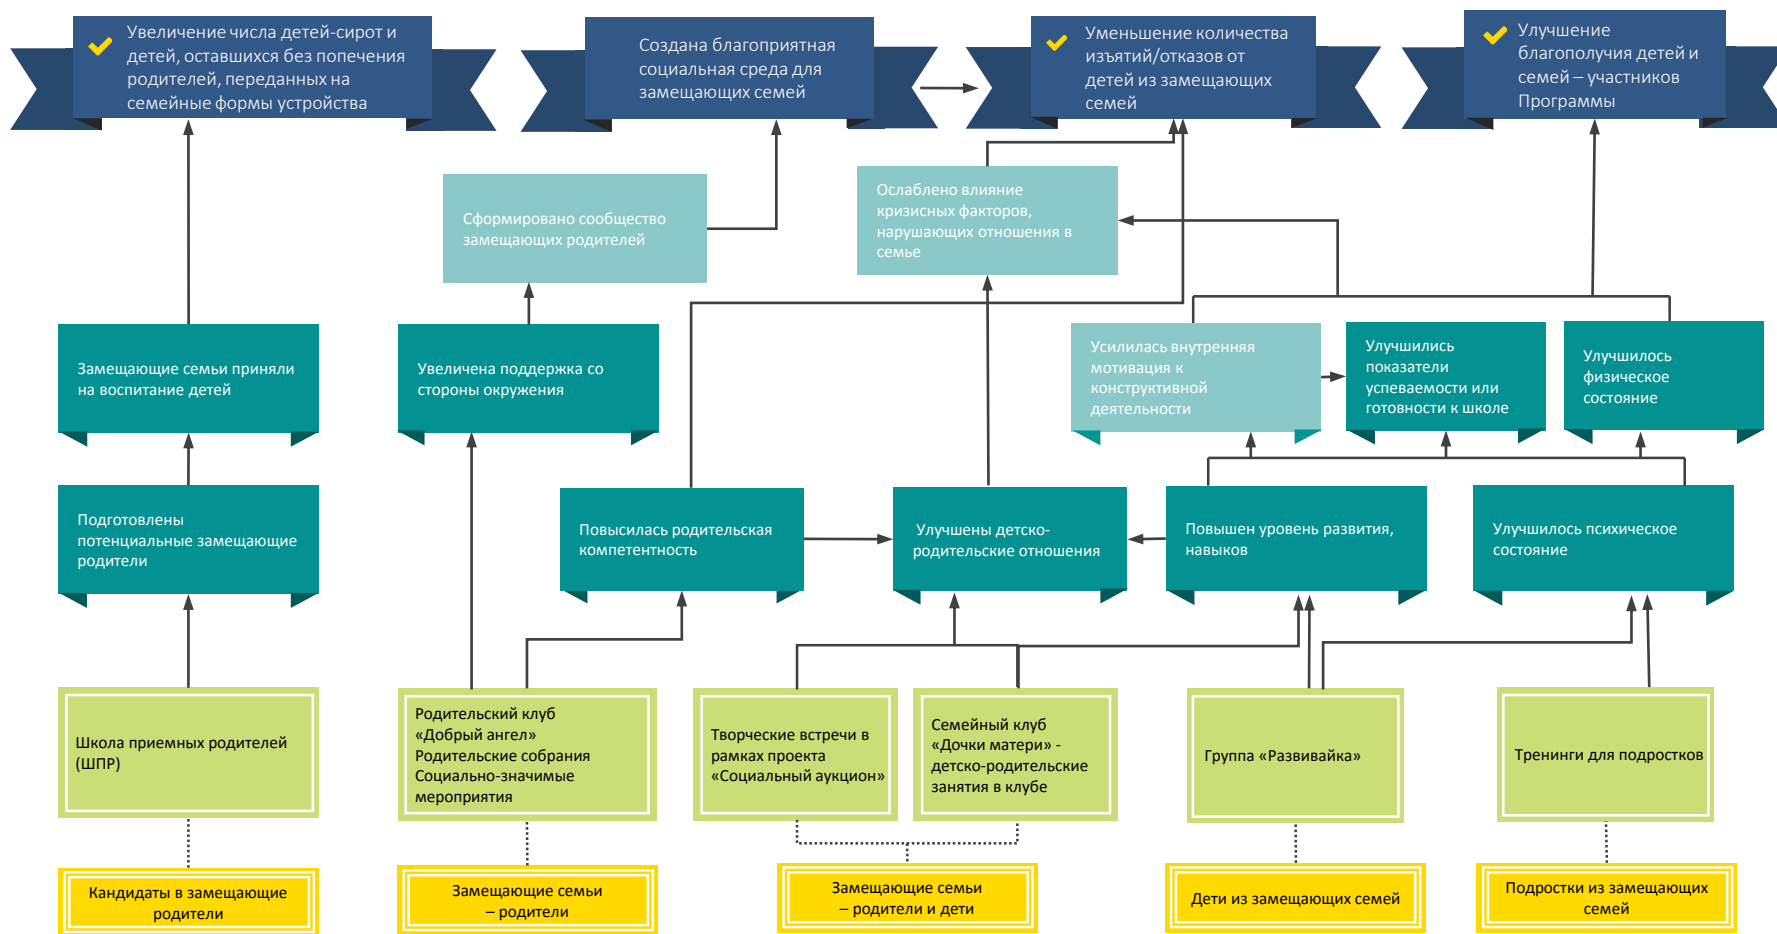 Увеличение числа детей-сирот и
детей, оставшихся без попечения
родителей, переданных на
семейные формы устройства
Создана благоприятная
социальная среда для
замещающих семей
Уменьшение количества
изъятий/отказов от
детей из замещающих
семей
Улучшение
благополучия детей и
семей – участников
Программы
Сформировано сообщество
замещающих родителей
Ослаблено влияние
кризисных факторов,
нарушающих отношения в
семье
Замещающие семьи приняли
на воспитание детей
Увеличена поддержка со
стороны окружения
Усилилась внутренняя
мотивация к
конструктивной
деятельности
Улучшились
показатели
успеваемости или
готовности к школе
Улучшилось
физическое
состояние
Подготовлены
потенциальные замещающие
родители
Повысилась родительская
компетентность
Улучшены детско-
родительские отношения
Повышен уровень развития,
навыков
Улучшилось психическое
состояние
Школа приемных родителей
(ШПР)
Родительский клуб
«Добрый ангел»
Родительские собрания
Социально-значимые
мероприятия
Творческие встречи в
рамках проекта
«Социальный аукцион»
Семейный клуб
«Дочки матери» -
детско-родительские
занятия в клубе
Группа «Развивайка»
Тренинги для подростков
Кандидаты в замещающие
родители
Замещающие семьи
– родители
Замещающие семьи
– родители и дети
Дети из замещающих семей
Подростки из замещающих
семей